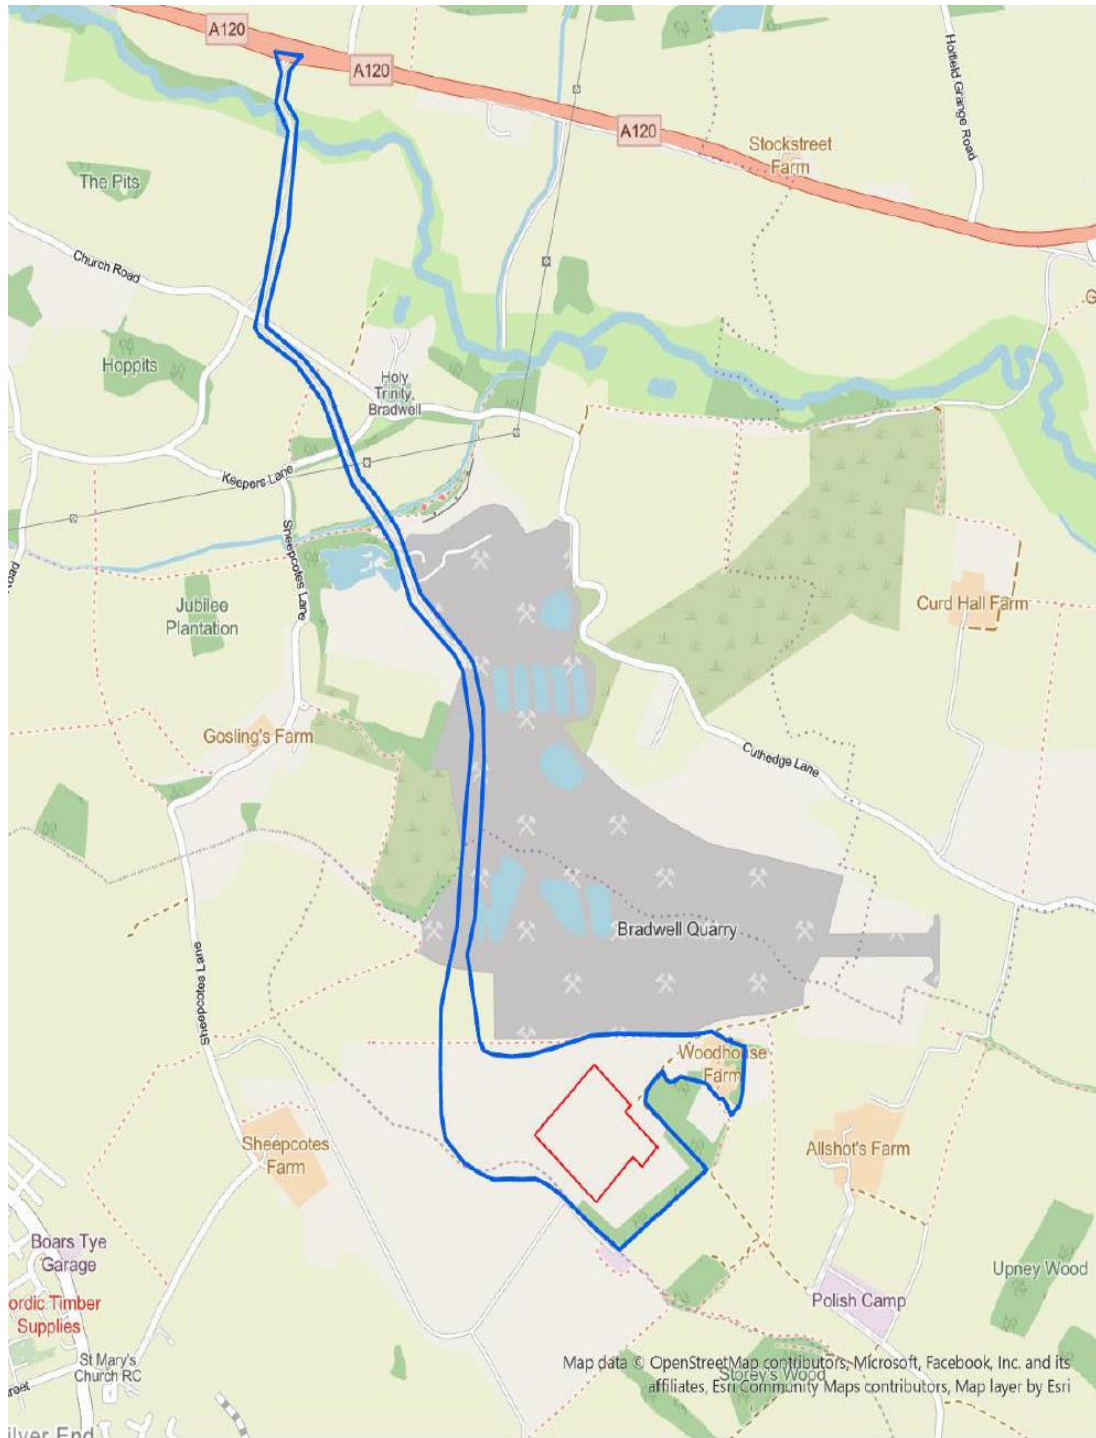 A120
A120
A120
Hotfield Grange Road
Stockstreet
Farm
The Pits
Church Road
G
Hoppits
Holy
Trinity,
Bradwell
Keepers Lane
Sheepcotes Lane
Road
Jubilee
Plantation
Curd Hall Farm
Gosling's Farm
Cuthedge Lane
Bradwell Quarry
Sheepcotes Lane
Woodhouse
Farm
Sheepcotes
Farm
Allshot's Farm
Boars Tye
Garage
Upney Wood
ordic Timber
Supplies
Polish Camp
St Mary's
Church RC
reet
Storey's Wood
Map data © OpenStreetMap contributors, Microsoft, Facebook, Inc. and its
affiliates, Esri Community Maps contributors, Map layer by Esri
ilver End